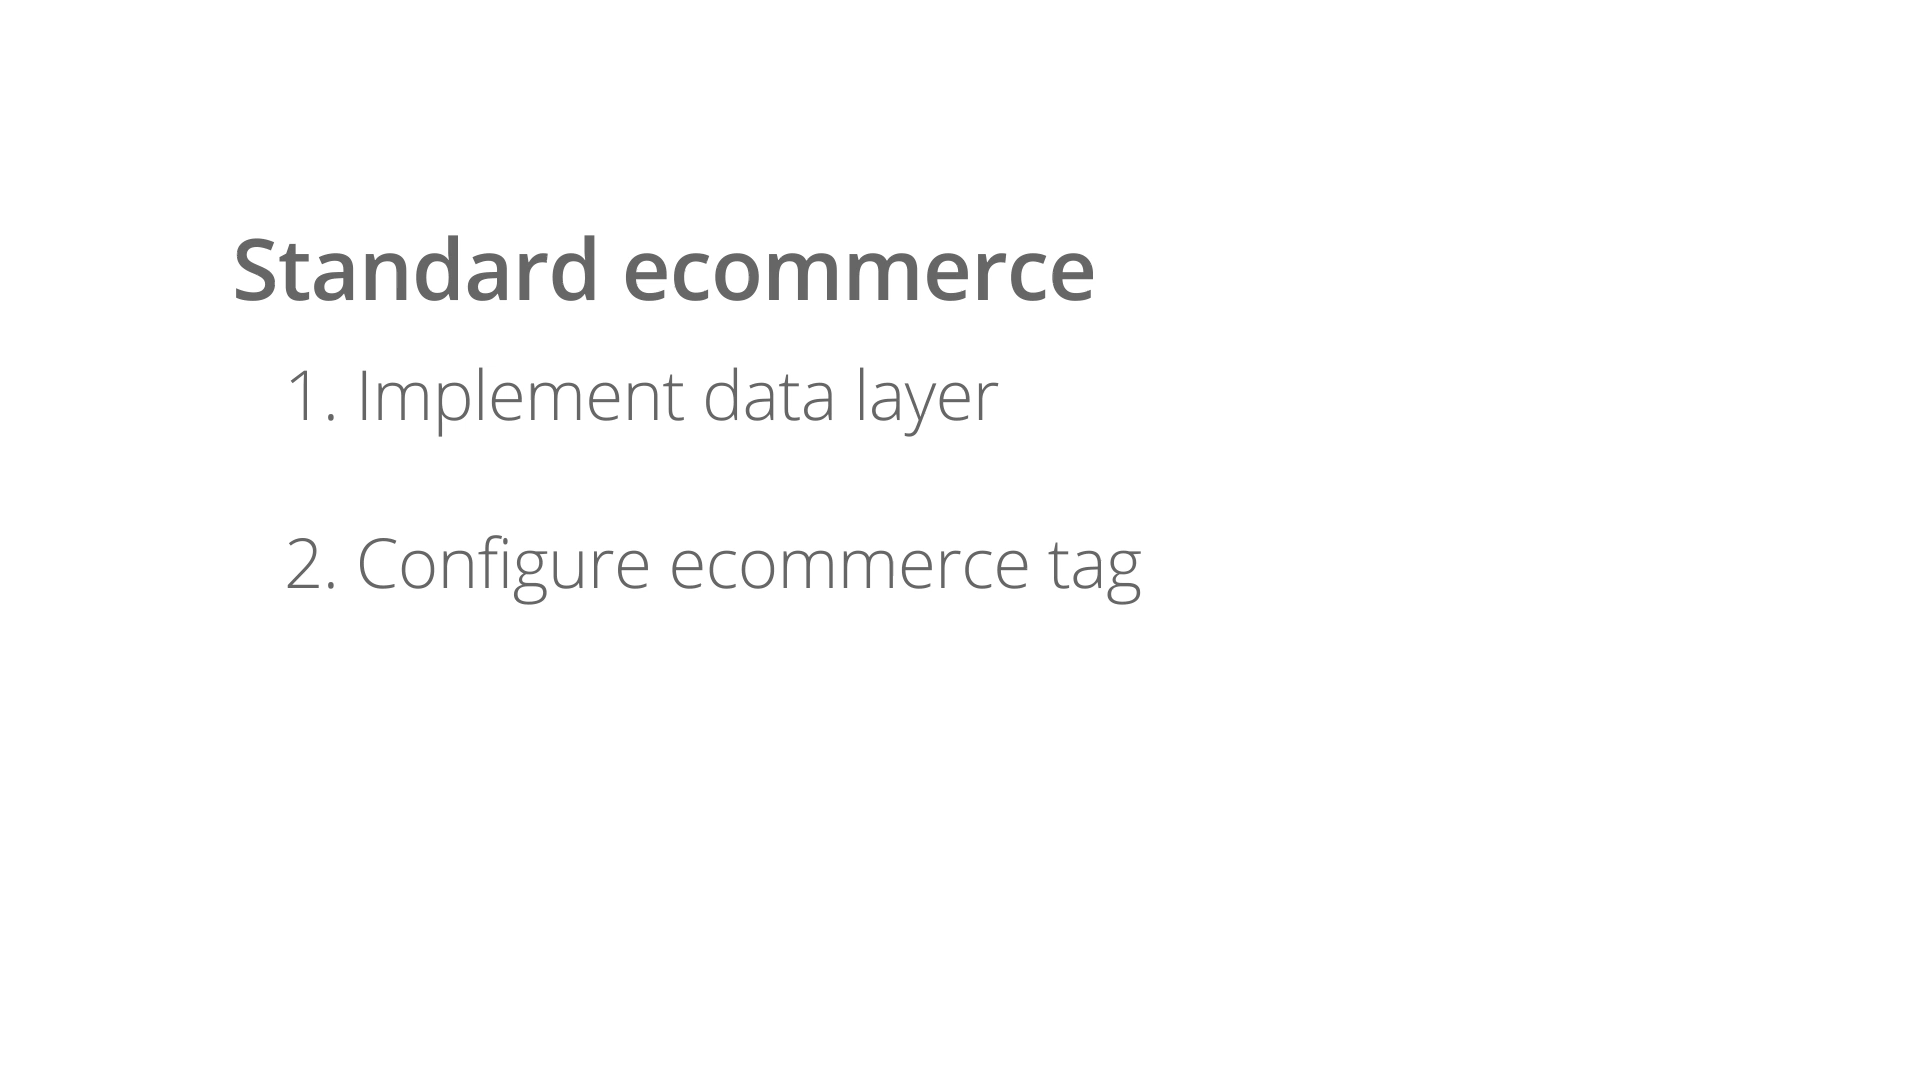 Standard ecommerce
1. Implement data layer
2. Configure ecommerce tag